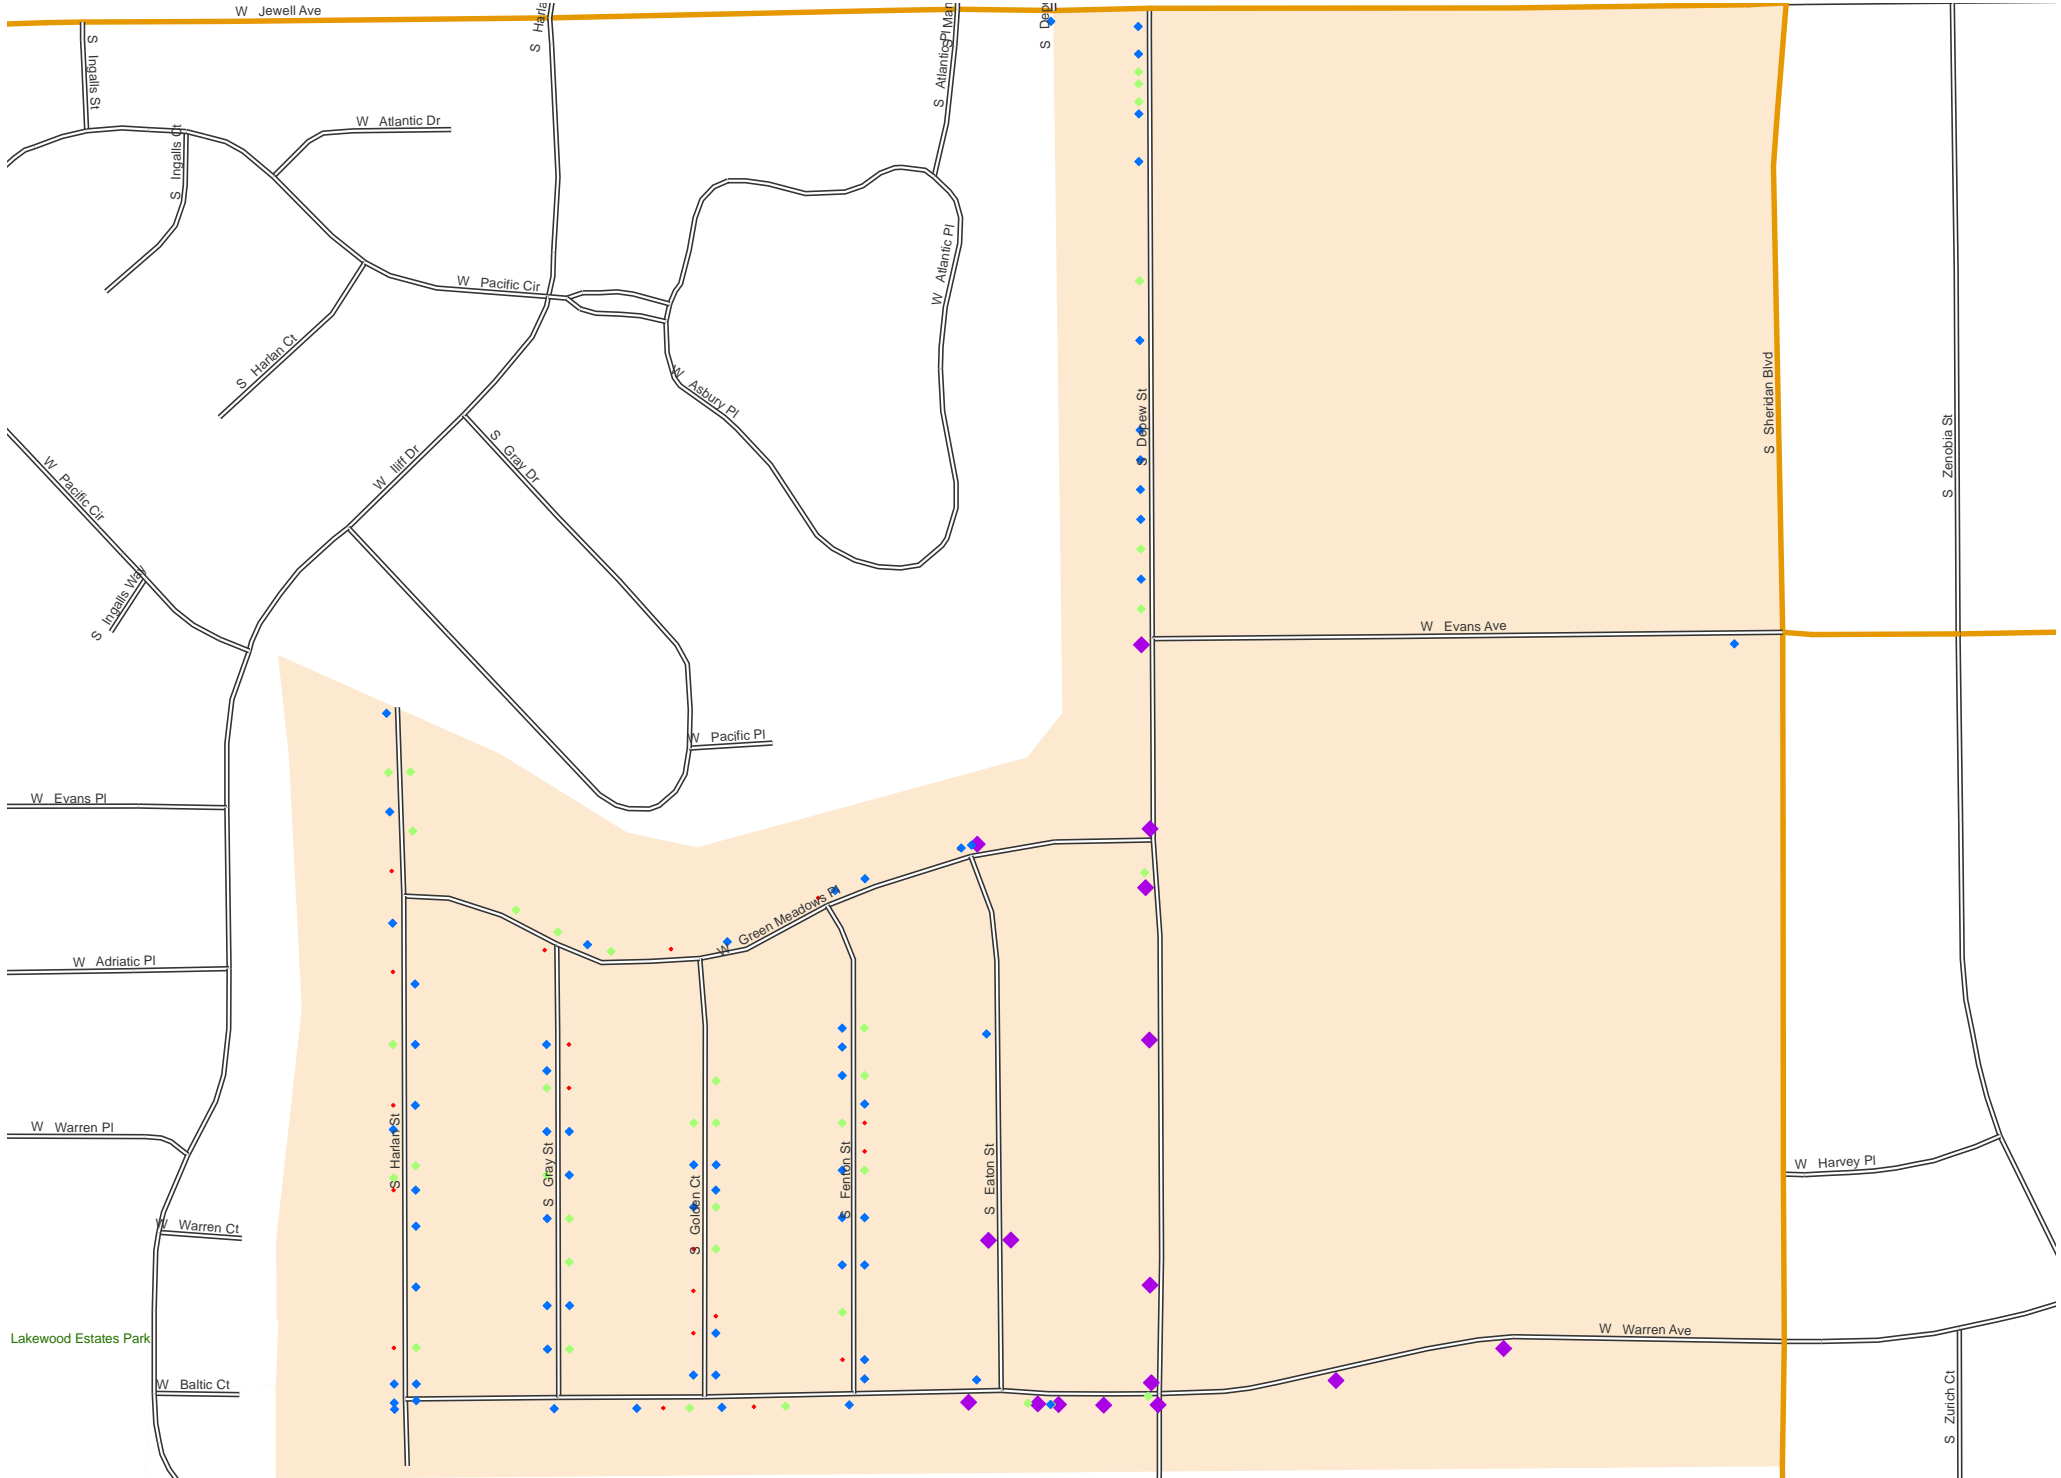 W Jewell Ave
S Harla
S Atlantic Pl
S Man
S Depe
S Ingalls St
W Atlantic Dr
S Ingalls Ct
W Atlantic Pl
W Pacific Cir
S Harlan Ct
W Asbury Pl
S Depew St
S Sheridan Blvd
S Zenobia St
W Iliff Dr
S Gray Dr
W Pacific Cir
S Ingalls Way
W Evans Ave
W Pacific Pl
W Evans Pl
W Green Meadows Pl
W Adriatic Pl
W Warren Pl
S Harlan St
S Gray St
S Golden Ct
S Fenton St
S Eaton St
W Harvey Pl
W Warren Ct
Lakewood Estates Park
W Warren Ave
W Baltic Ct
S Zurich Ct